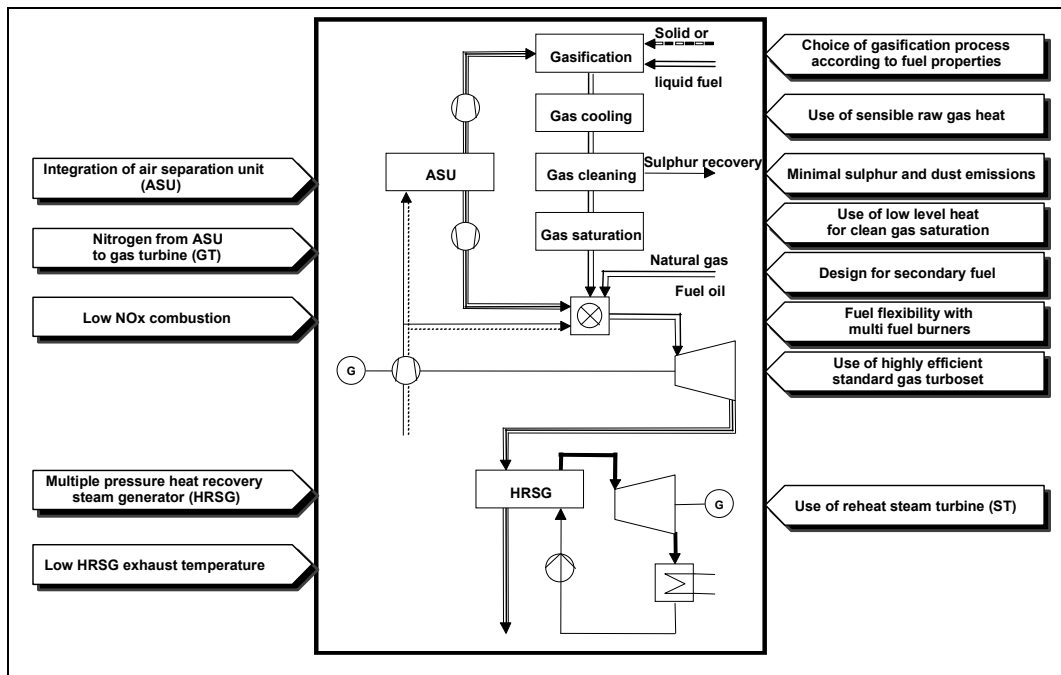 Solid or
Gasification
liquid fuel
Gas cooling
ASU
Gas cleaning
Sulphur recovery
Gas saturation
Natural gas
Fuel oil
G
HRSG
G
Integration of air separation unit
(ASU)
Nitrogen from ASU
to gas turbine (GT)
Low NOx combustion
Multiple pressure heat recovery
steam generator (HRSG)
Low HRSG exhaust temperature
Choice of gasification process
according to fuel properties
Use of sensible raw gas heat
Minimal sulphur and dust emissions
Use of low level heat
for clean gas saturation
Design for secondary fuel
Fuel flexibility with
multi fuel burners
Use of highly efficient
standard gas turboset
Use of reheat steam turbine (ST)